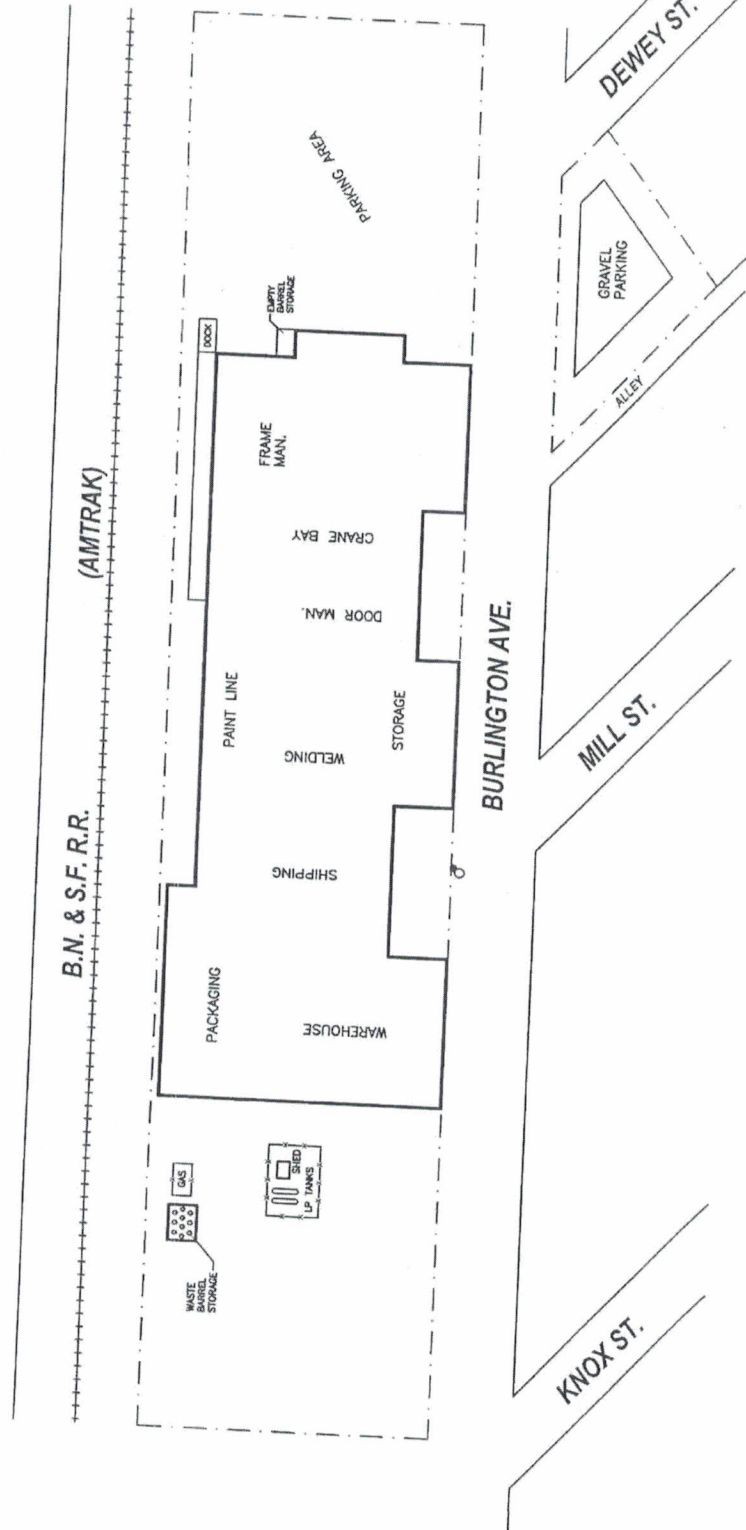 B.N. & S.F. R.R.
(AMTRAK)
WASTE
BARREL
STORAGE
GAS
SHED
LP TANKS
PACKAGING
WAREHOUSE
SHIPPING
PAINT LINE
WELDING
STORAGE
DOOR MAN.
CRANE BAY
FRAME
MAN.
DOCK
EMPTY
BARREL
STORAGE
PARKING AREA
BURLINGTON AVE.
KNOX ST.
MILL ST.
ALLEY
GRAVEL
PARKING
DEWEY ST.